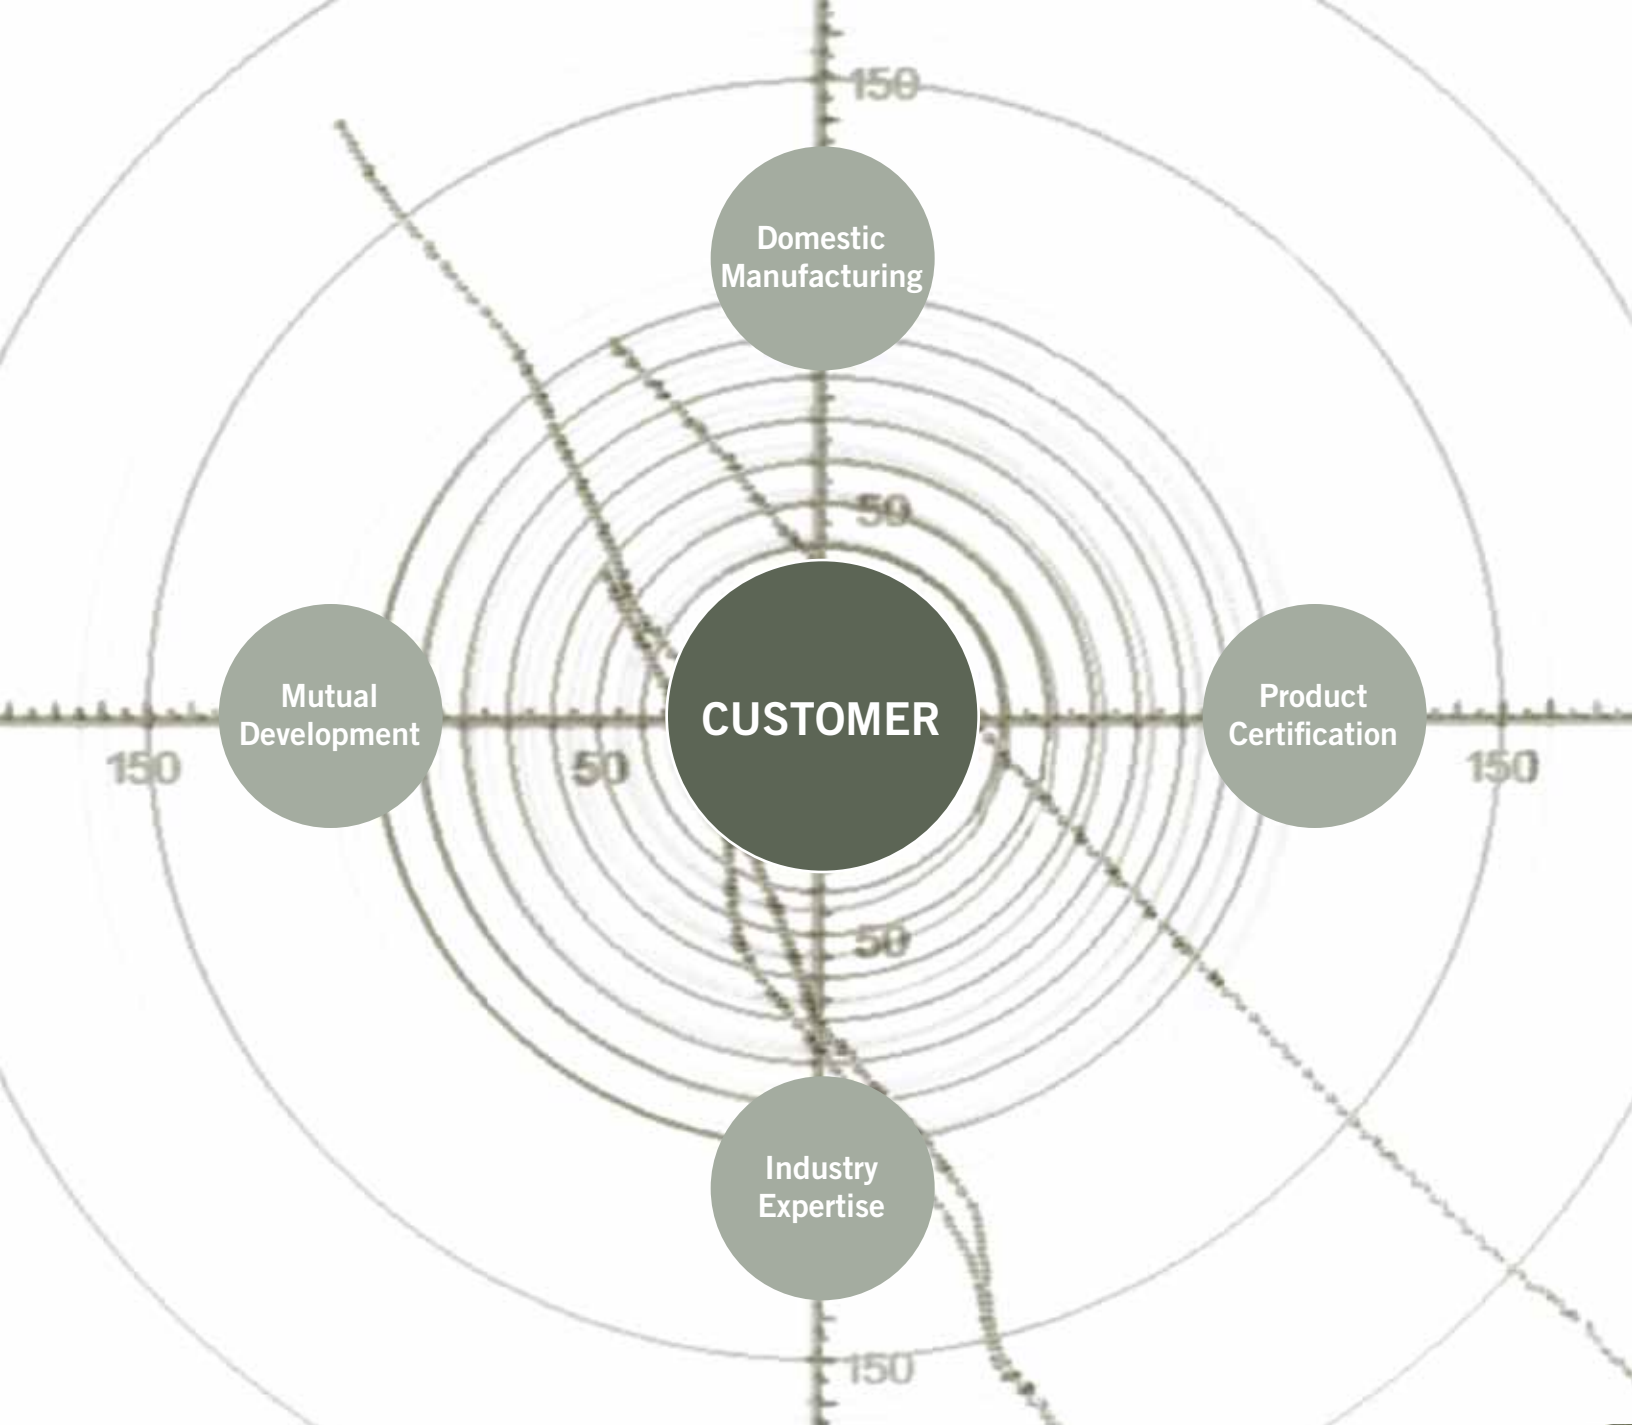 150
Domestic
Manufacturing
50
Mutual
Development
CUSTOMER
Product
Certification
150
50
150
50
Industry
Expertise
150